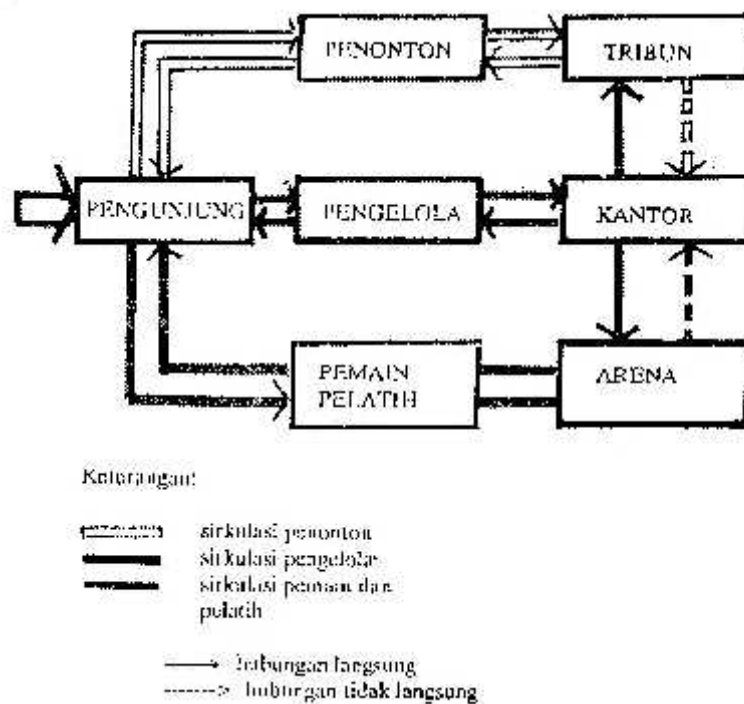 PENONTON
TRIBUN
PENGUNJUNG
PENGELOLA
KANTOR
PEMAIN
PELATIH
ARENA
Keterangan:
sirkulasi penonton
sirkulasi pengelola
sirkulasi pemain dan
pelatih
hubungan langsung
hubungan tidak langsung